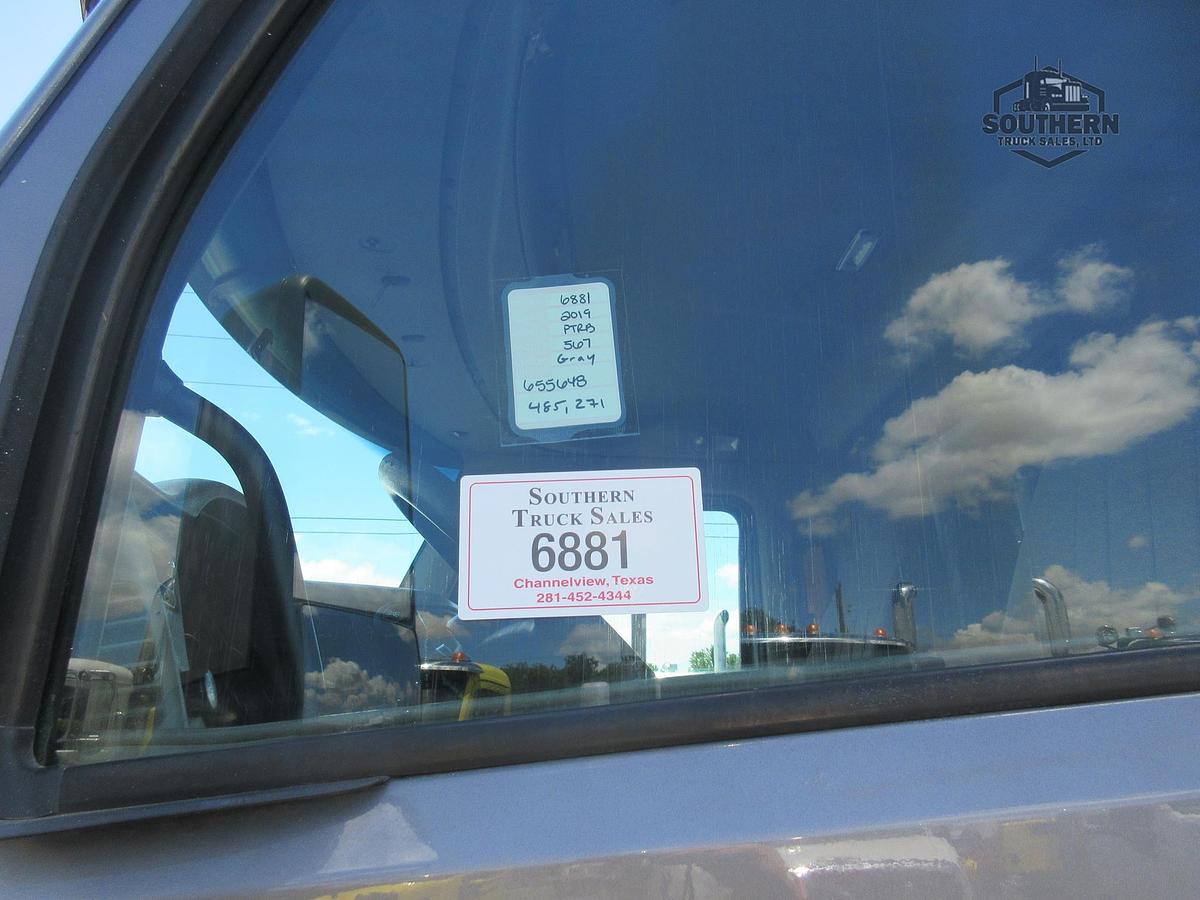 SOUTHERN
TRUCK SALES, LTD
6881
2019
PTRB
567
Gray
655648
485,271
SOUTHERN
TRUCK SALES
6881
Channelview, Texas
281-452-4344